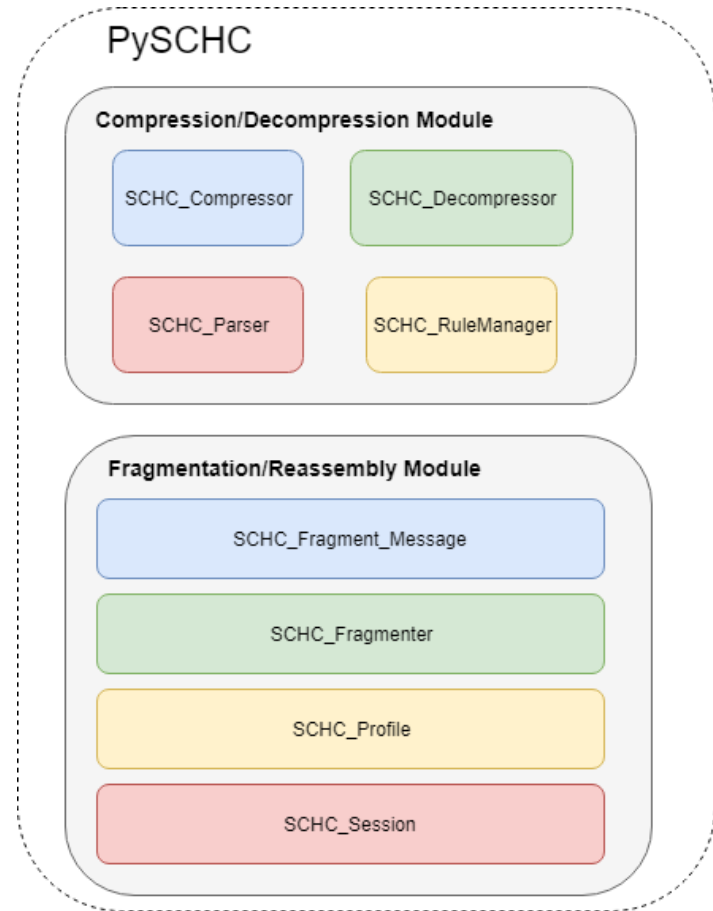 PySCHC
Compression/Decompression Module
SCHC_Compressor
SCHC_Decompressor
SCHC_Parser
SCHC_RuleManager
Fragmentation/Reassembly Module
SCHC_Fragment_Message
SCHC_Fragmenter
SCHC_Profile
SCHC_Session